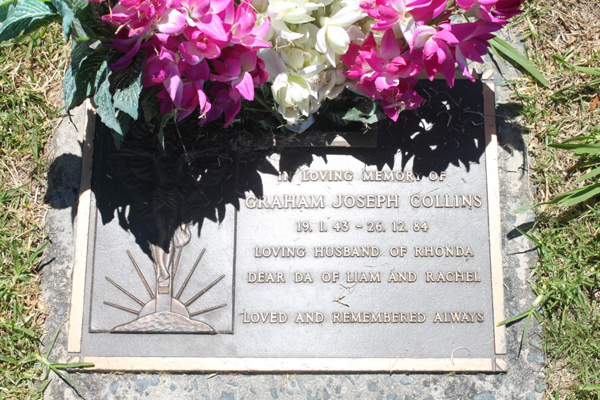 IN LOVING MEMORY OF
GRAHAM JOSEPH COLLINS
19. 1. 43 - 26. 12. 84
LOVING HUSBAND OF RHONDA
DEAR DA OF LIAM AND RACHEL
LOVED AND REMEMBERED ALWAYS